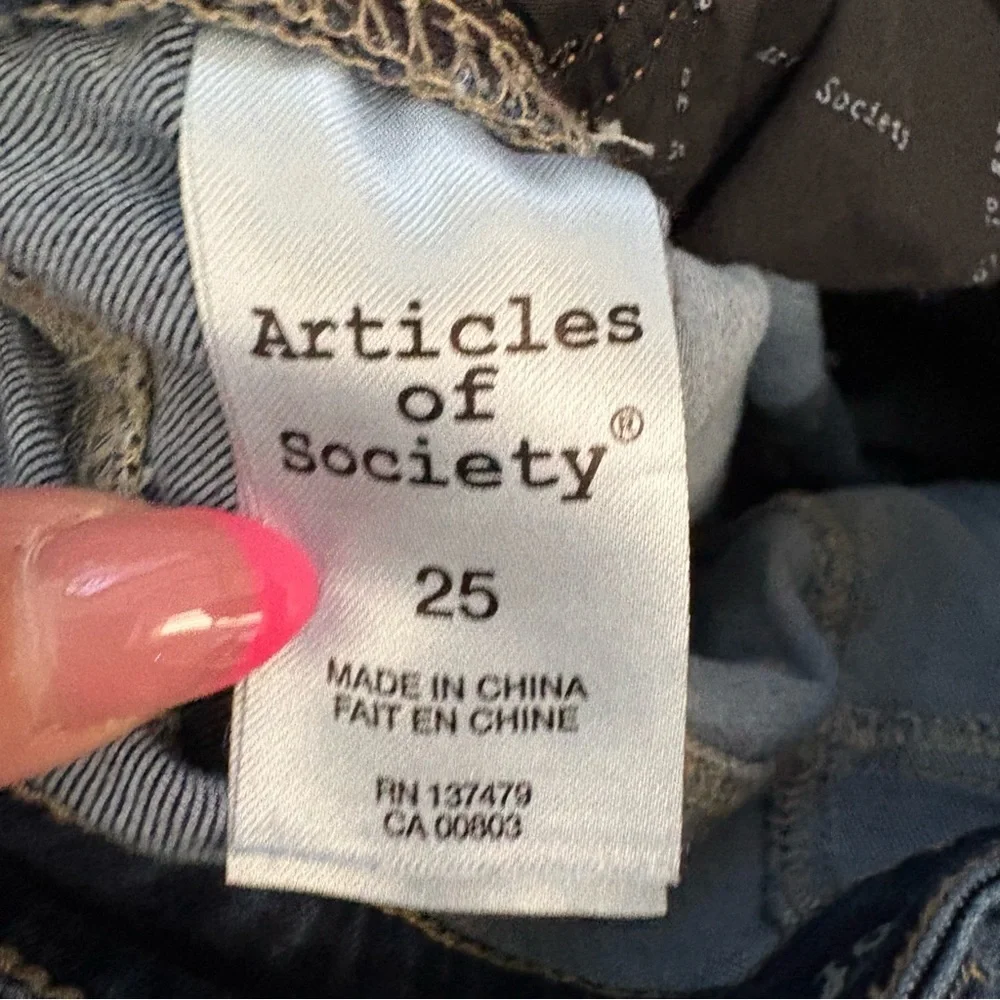 Society
Articles
of
Society®
25
MADE IN CHINA
FAIT EN CHINE
RN 137479
CA 00803